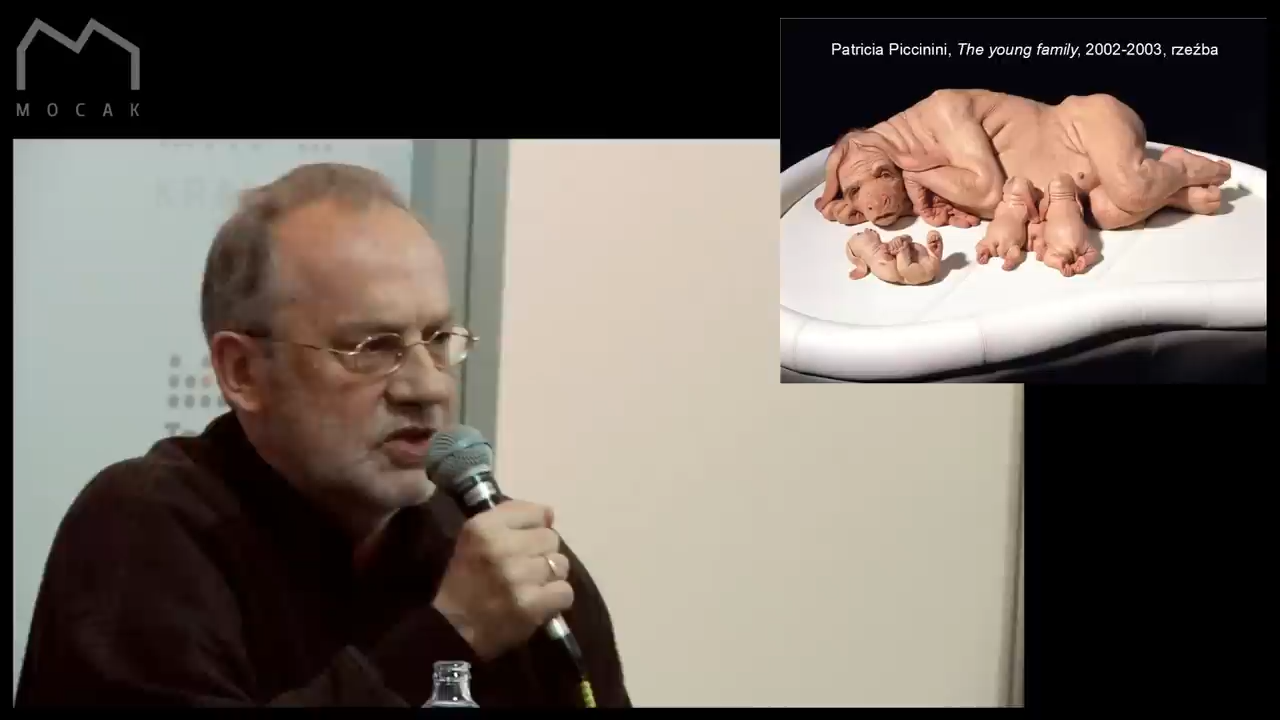 MOCAK
Patricia Piccinini, The young family, 2002-2003, rzeźba